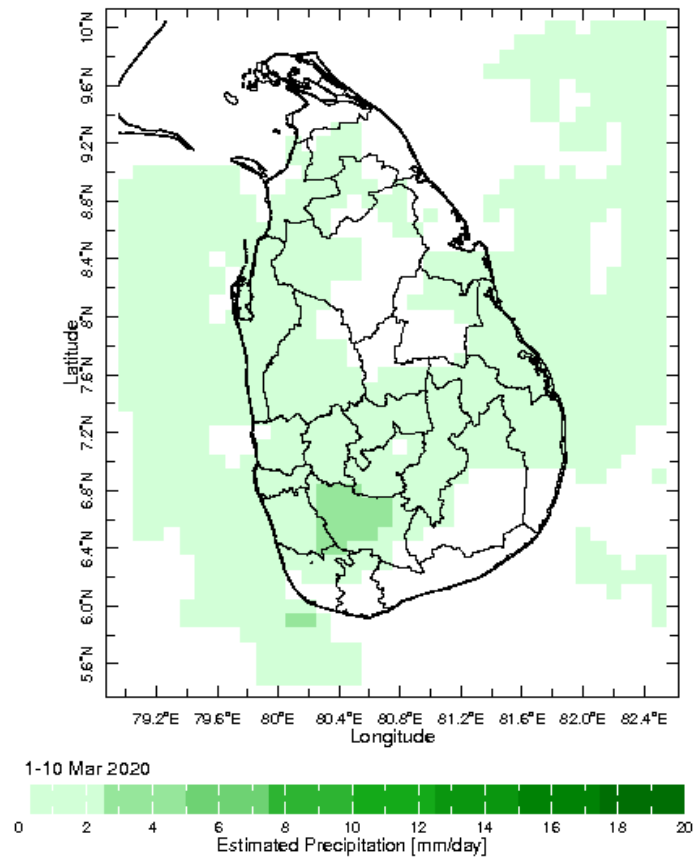 10°N
9.6°N
9.2°N
8.8°N
8.4°N
8°N
7.6°N
7.2°N
6.8°N
6.4°N
6.0°N
5.6°N
Latitude
79.2°E 79.6°E 80°E 80.4°E 80.8°E 81.2°E 81.6°E 82.0°E 82.4°E
Longitude
1-10 Mar 2020
0 2 4 6 8 10 12 14 16 18 20
Estimated Precipitation [mm/day]